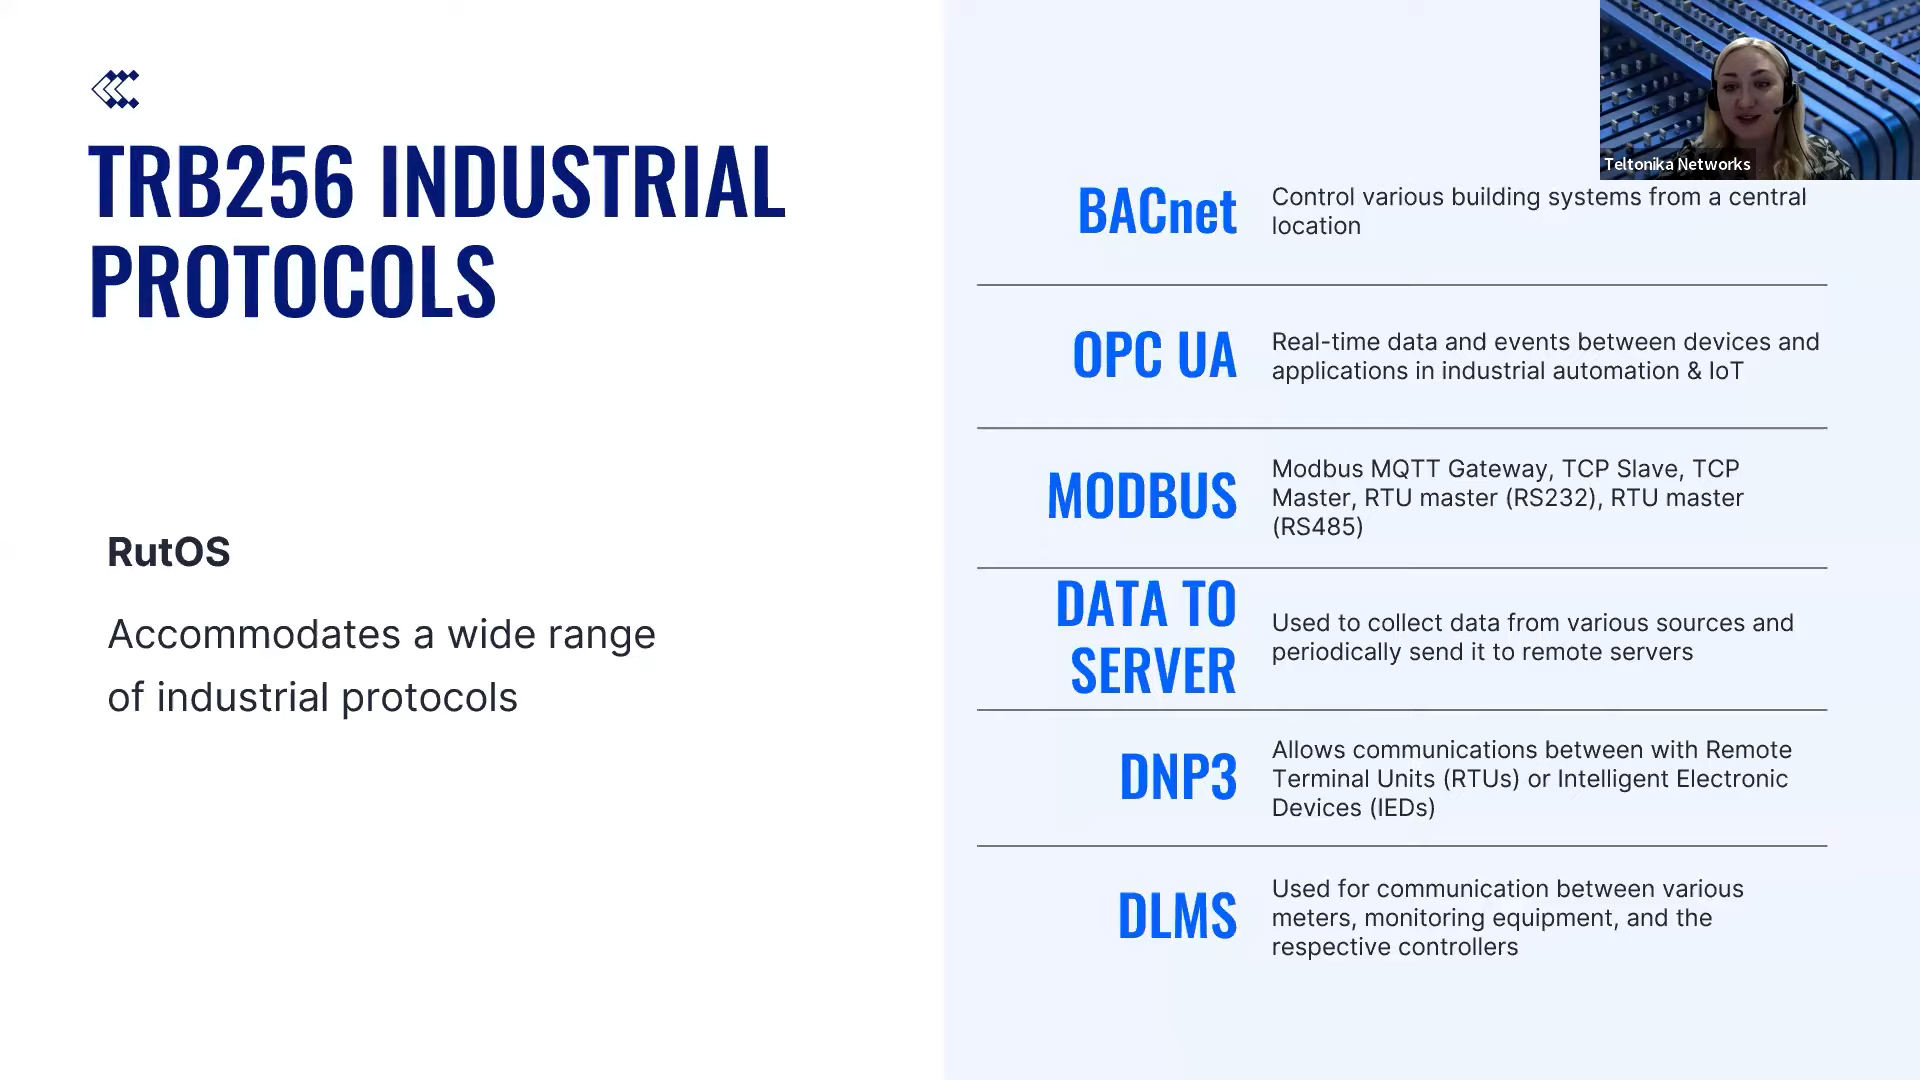 TRB256 INDUSTRIAL
PROTOCOLS
RutOS
Accommodates a wide range
of industrial protocols
Teltonika Networks
BACnet
Control various building systems from a central
location
OPC UA
Real-time data and events between devices and
applications in industrial automation & IoT
MODBUS
Modbus MQTT Gateway, TCP Slave, TCP
Master, RTU master (RS232), RTU master
(RS485)
DATA TO
SERVER
Used to collect data from various sources and
periodically send it to remote servers
DNP3
Allows communications between with Remote
Terminal Units (RTUs) or Intelligent Electronic
Devices (IEDs)
DLMS
Used for communication between various
meters, monitoring equipment, and the
respective controllers